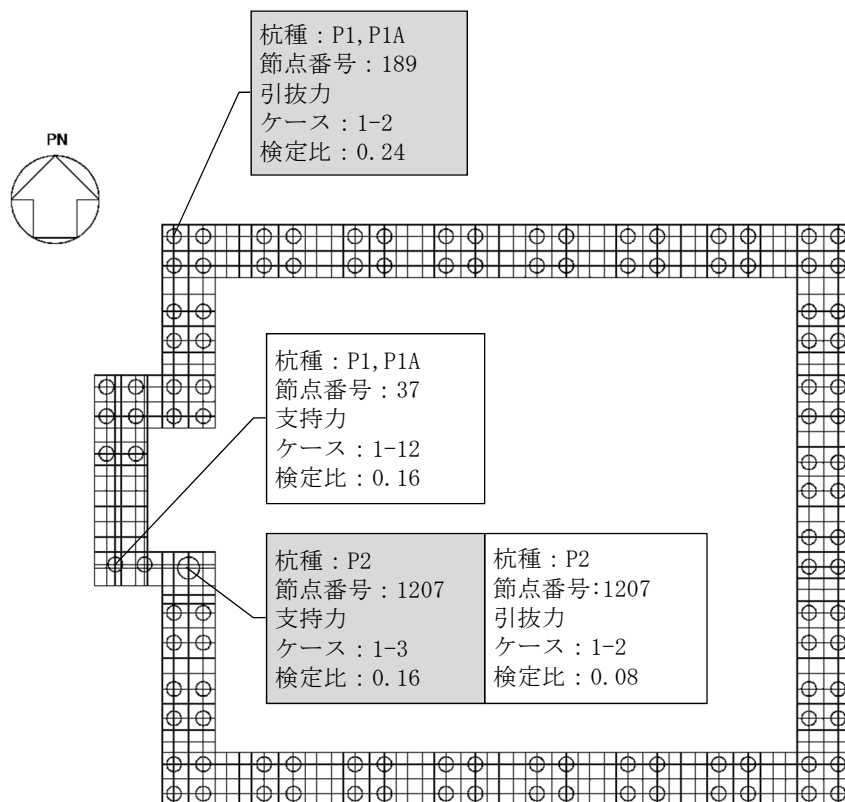 杭種：P1,P1A
節点番号：189
引抜力
ケース：1-2
検定比：0.24
PN
杭種：P1,P1A
節点番号：37
支持力
ケース：1-12
検定比：0.16
杭種：P2
節点番号：1207
支持力
ケース：1-3
検定比：0.16
杭種：P2
節点番号:1207
引抜力
ケース：1-2
検定比：0.08